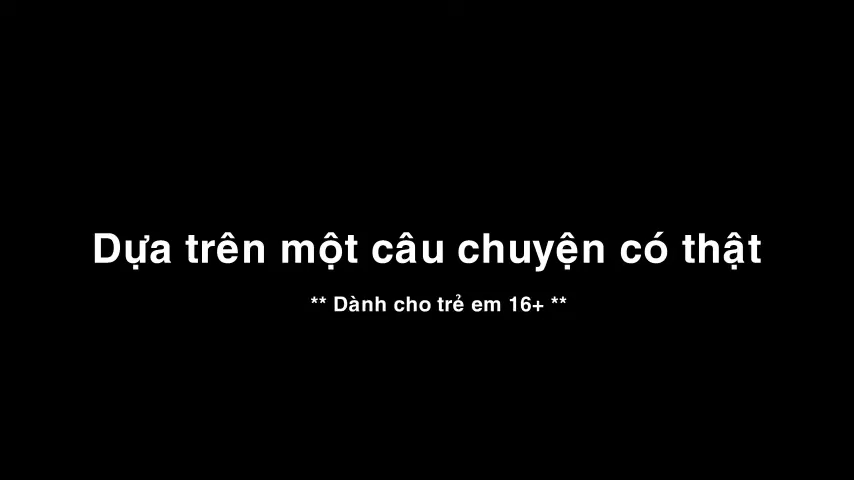 Dựa trên một câu chuyện có thật
** Dành cho trẻ em 16+ **